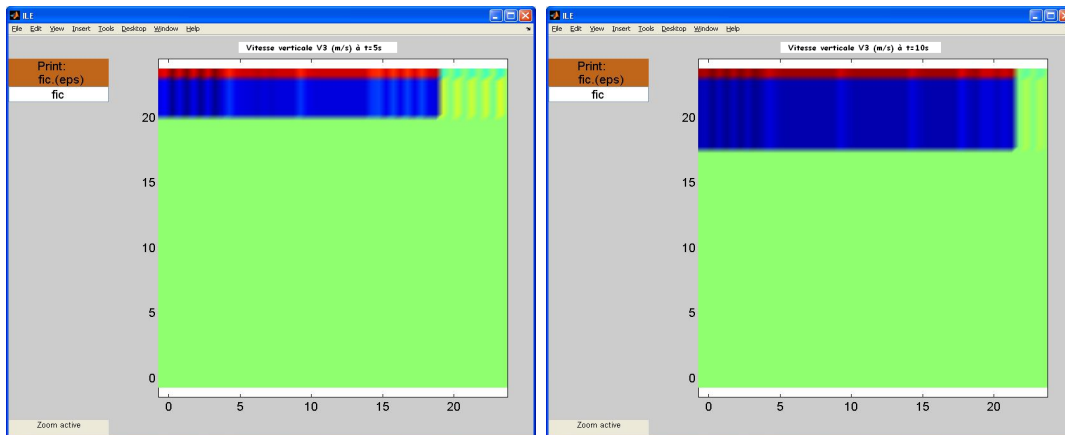 ILE
File Edit View Insert Tools Desktop Window Help
Vitesse verticale V3 (m/s) à t=5s
Print:
fic.(eps)
fic
20
15
10
5
0
0 5 10 15 20
Zoom active
ILE
File Edit View Insert Tools Desktop Window Help
Vitesse verticale V3 (m/s) à t=10s
Print:
fic.(eps)
fic
20
15
10
5
0
0 5 10 15 20
Zoom active